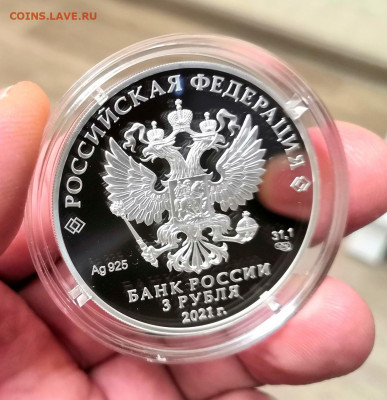 COINS.LAVE.RU
РОССИЙСКАЯ ФЕДЕРАЦИЯ
Ag 925
31.1
БАНК РОССИИ
3 РУБЛЯ
2021 г.